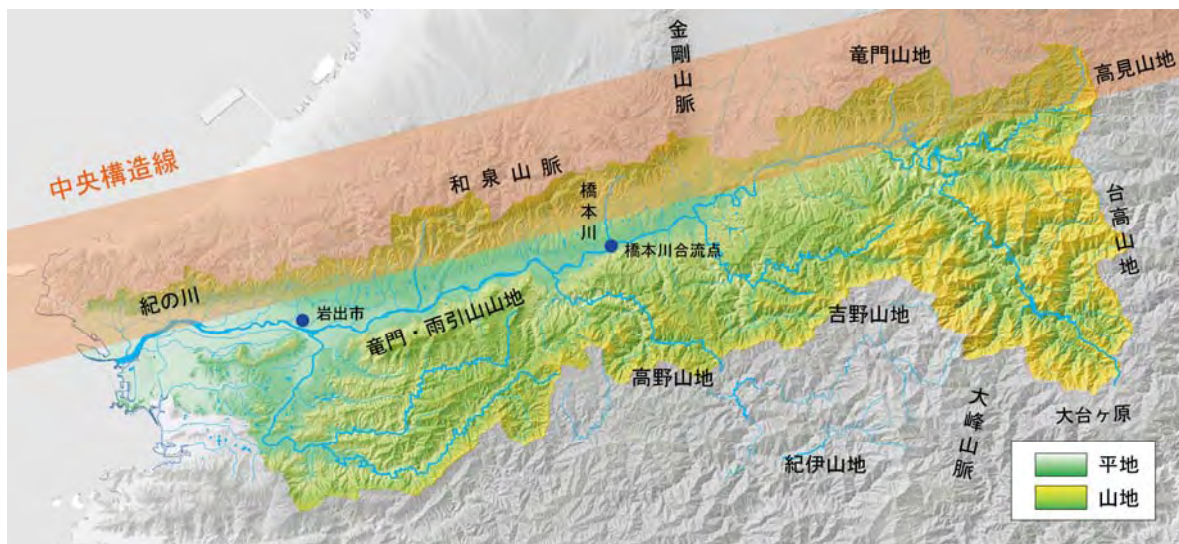 金剛山脈
竜門山地
高見山地
中央構造線
和泉山脈
橋本川
台高山地
橋本川合流点
紀の川
岩出市
竜門・雨引山山地
吉野山地
高野山地
大峰山脈
大台ヶ原
紀伊山地
平地
山地